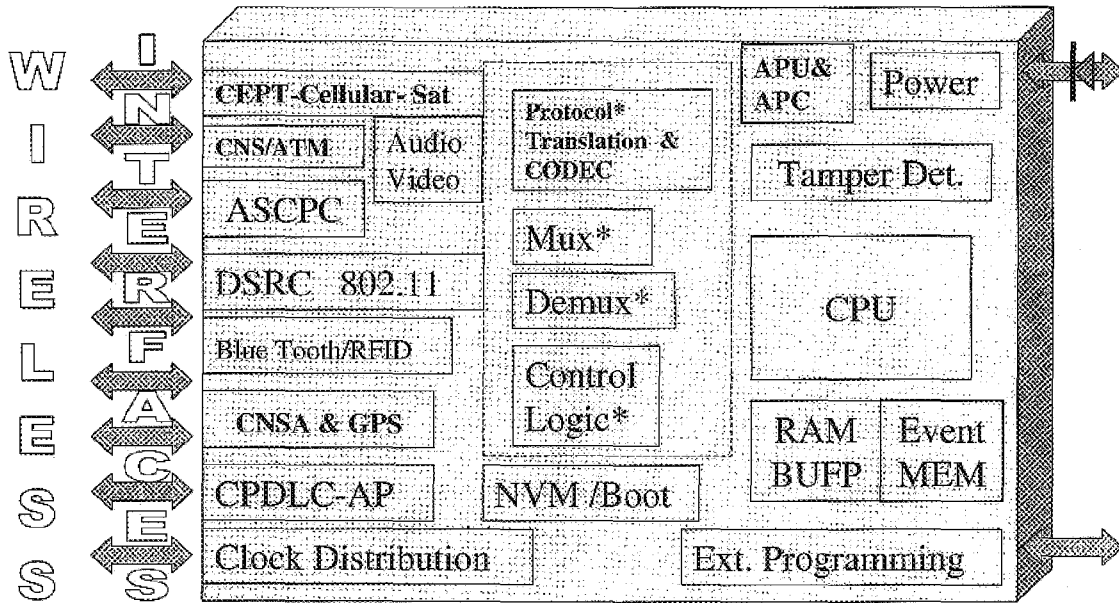 WIRELESS
INTERFACES
CEPT-Cellular-Sat
CNS/ATM
Audio
Video
ASCPC
DSRC 802.11
Blue Tooth/RFID
CNSA & GPS
CPDLC-AP
Clock Distribution
Protocol*
Translation &
CODEC
Mux*
Demux*
Control
Logic*
NVM /Boot
APU&
APC
Power
Tamper Det.
CPU
RAM
BUFP
Event
MEM
Ext. Programming